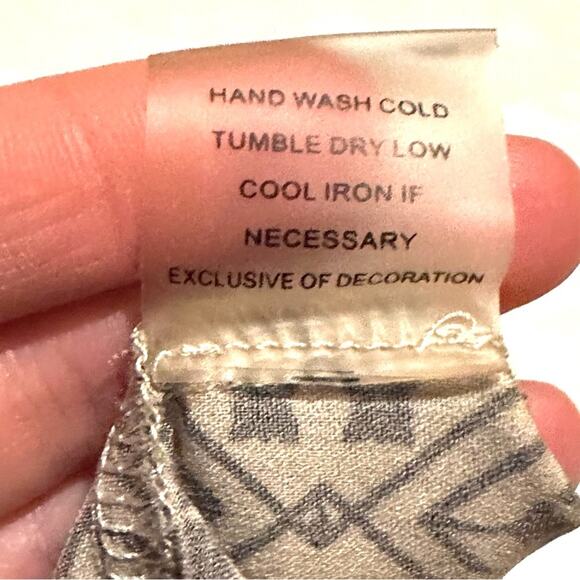 HAND WASH COLD
TUMBLE DRY LOW
COOL IRON IF
NECESSARY
EXCLUSIVE OF DECORATION